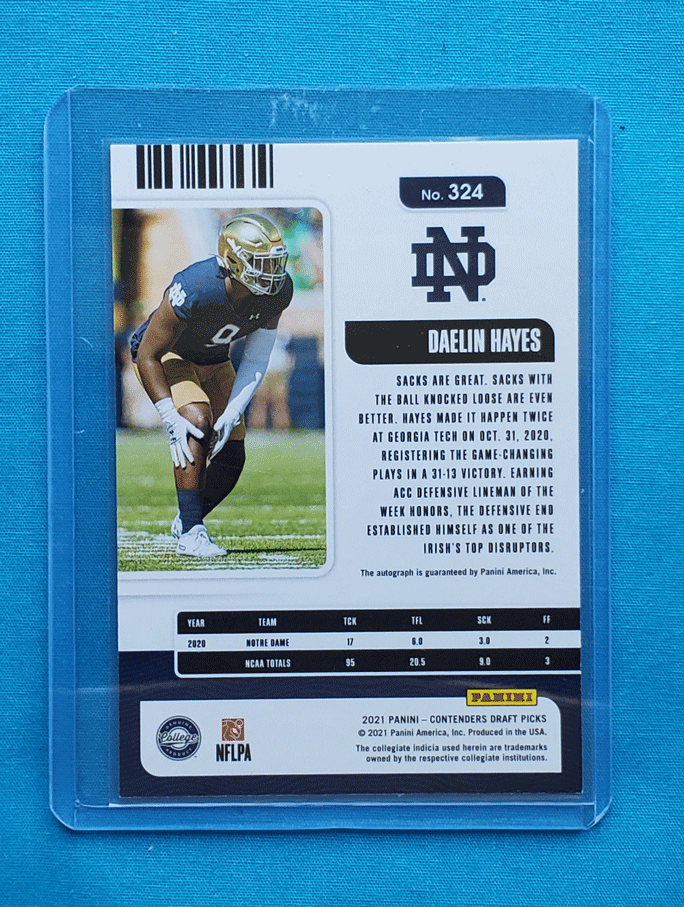 No. 324
ND
DAELIN HAYES
SACKS ARE GREAT. SACKS WITH
THE BALL KNOCKED LOOSE ARE EVEN
BETTER. HAYES MADE IT HAPPEN TWICE
AT GEORGIA TECH ON OCT. 31, 2020,
REGISTERING THE GAME-CHANGING
PLAYS IN A 31-13 VICTORY. EARNING
ACC DEFENSIVE LINEMAN OF THE
WEEK HONORS, THE DEFENSIVE END
ESTABLISHED HIMSELF AS ONE OF THE
IRISH'S TOP DISRUPTORS.
The autograph is guaranteed by Panini America, Inc.
9
YEAR TEAM TCK TFL SCK FF
2020 NOTRE DAME 17 6.0 3.0 2
NCAA TOTALS 95 20.5 9.0 3
PANINI
GENUINE
College
PRODUCT
NFLPA
2021 PANINI – CONTENDERS DRAFT PICKS
© 2021 Panini America, Inc. Produced in the USA.
The collegiate indicia used herein are trademarks
owned by the respective collegiate institutions.